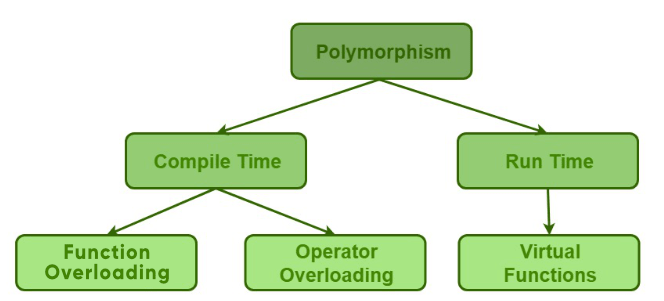 Polymorphism
Compile Time
Run Time
Function
Overloading
Operator
Overloading
Virtual
Functions